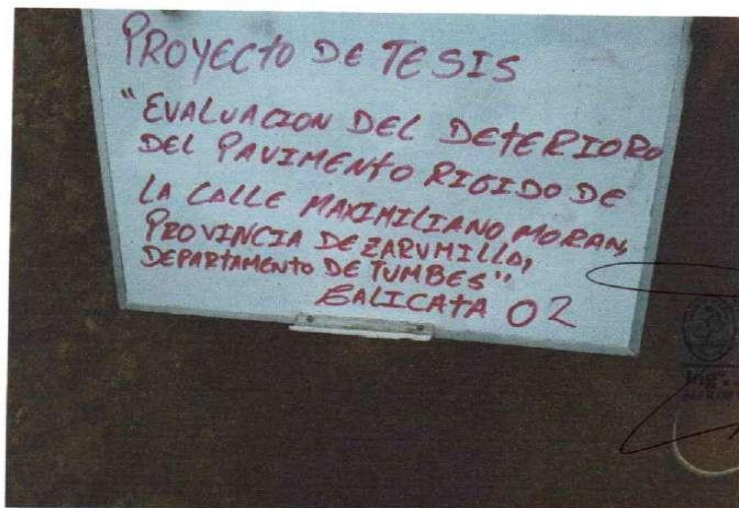 PROYECTO DE TESIS
"EVALUACION DEL DETERIORO
DEL PAVIMENTO RIGIDO DE
LA CALLE MAXIMILIANO MORAN,
PROVINCIA DE ZARUMILLA,
DEPARTAMENTO DE TUMBES"
CALICATA 02
Ing°